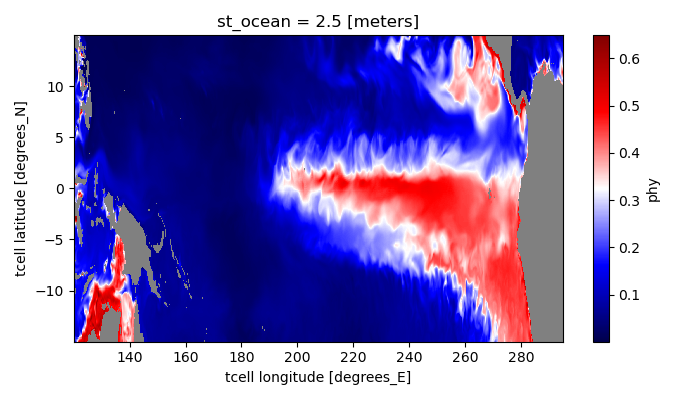 st_ocean = 2.5 [meters]
10
5
0
−5
−10
tcell latitude [degrees_N]
140 160 180 200 220 240 260 280
tcell longitude [degrees_E]
0.6
0.5
0.4
0.3
0.2
0.1
phy